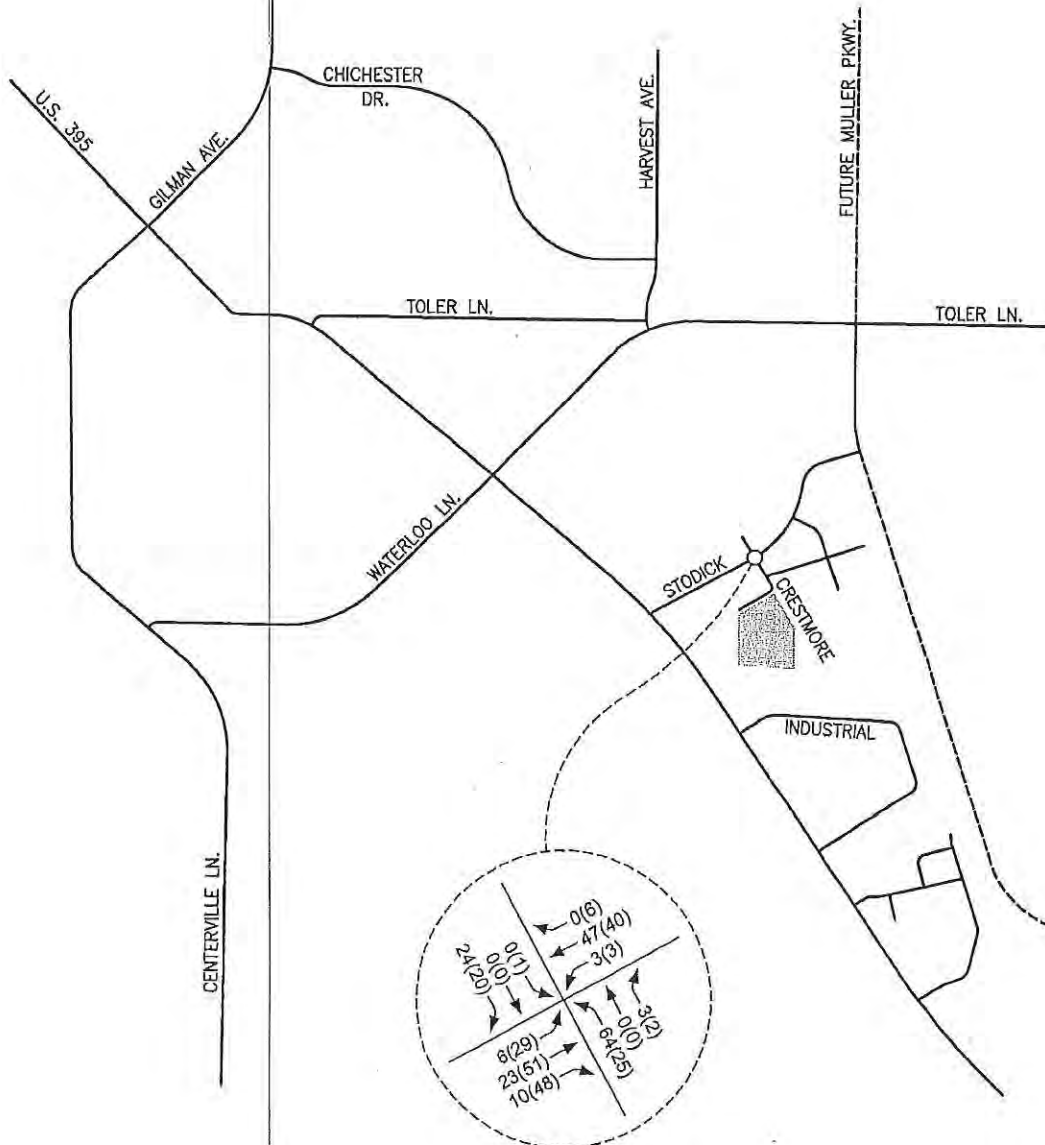 CHICHESTER
DR.
U.S. 395
GILMAN AVE.
HARVEST AVE.
FUTURE MULLER PKWY.
TOLER LN.
TOLER LN.
WATERLOO LN.
STODICK
CRESTMORE
INDUSTRIAL
CENTERVILLE LN.
0(6)
47(40)
3(3)
0(1)
0(0)
24(20)
3(2)
0(0)
64(25)
6(29)
23(51)
10(48)